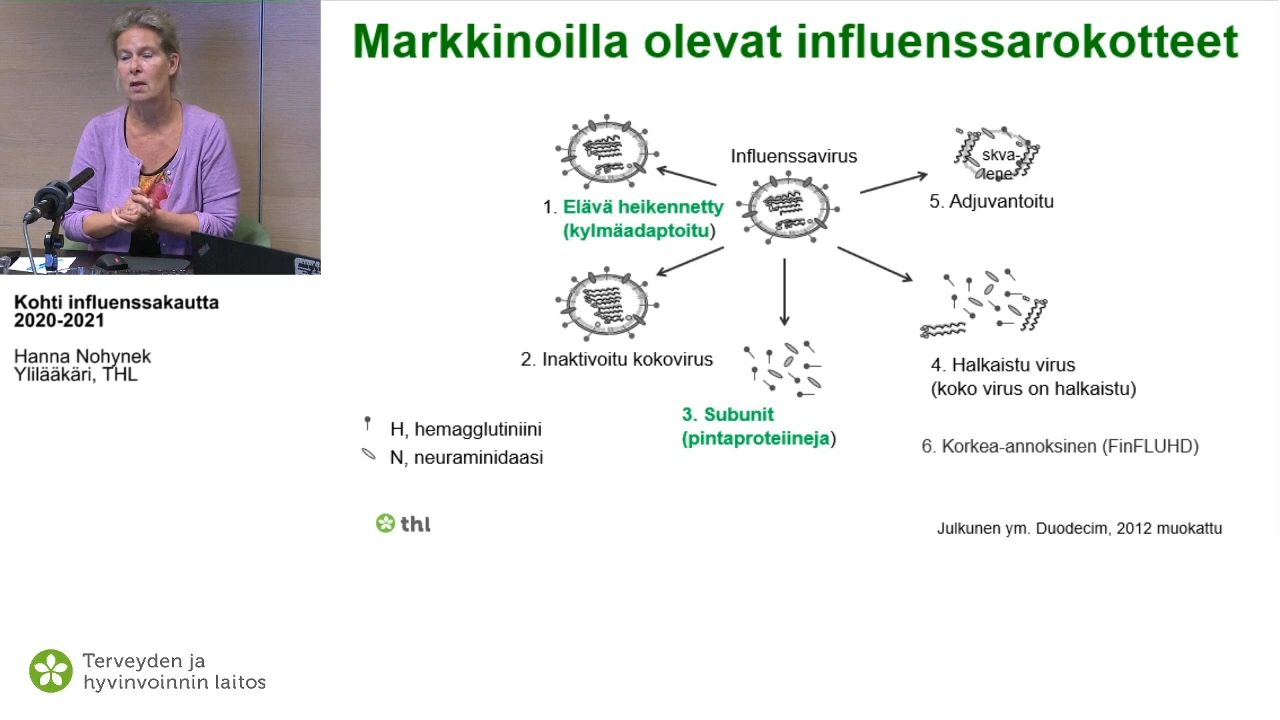 Markkinoilla olevat influenssarokotteet
Influenssavirus
skva-
lene
1. Elävä heikennetty
(kylmäadaptoitu)
5. Adjuvantoitu
2. Inaktivoitu kokovirus
3. Subunit
(pintaproteiineja)
4. Halkaistu virus
(koko virus on halkaistu)
6. Korkea-annoksinen (FinFLUHD)
H, hemagglutiniini
N, neuraminidaasi
thl
Julkunen ym. Duodecim, 2012 muokattu
Kohti influenssakautta
2020-2021
Hanna Nohynek
Ylilääkäri, THL
Terveyden ja
hyvinvoinnin laitos